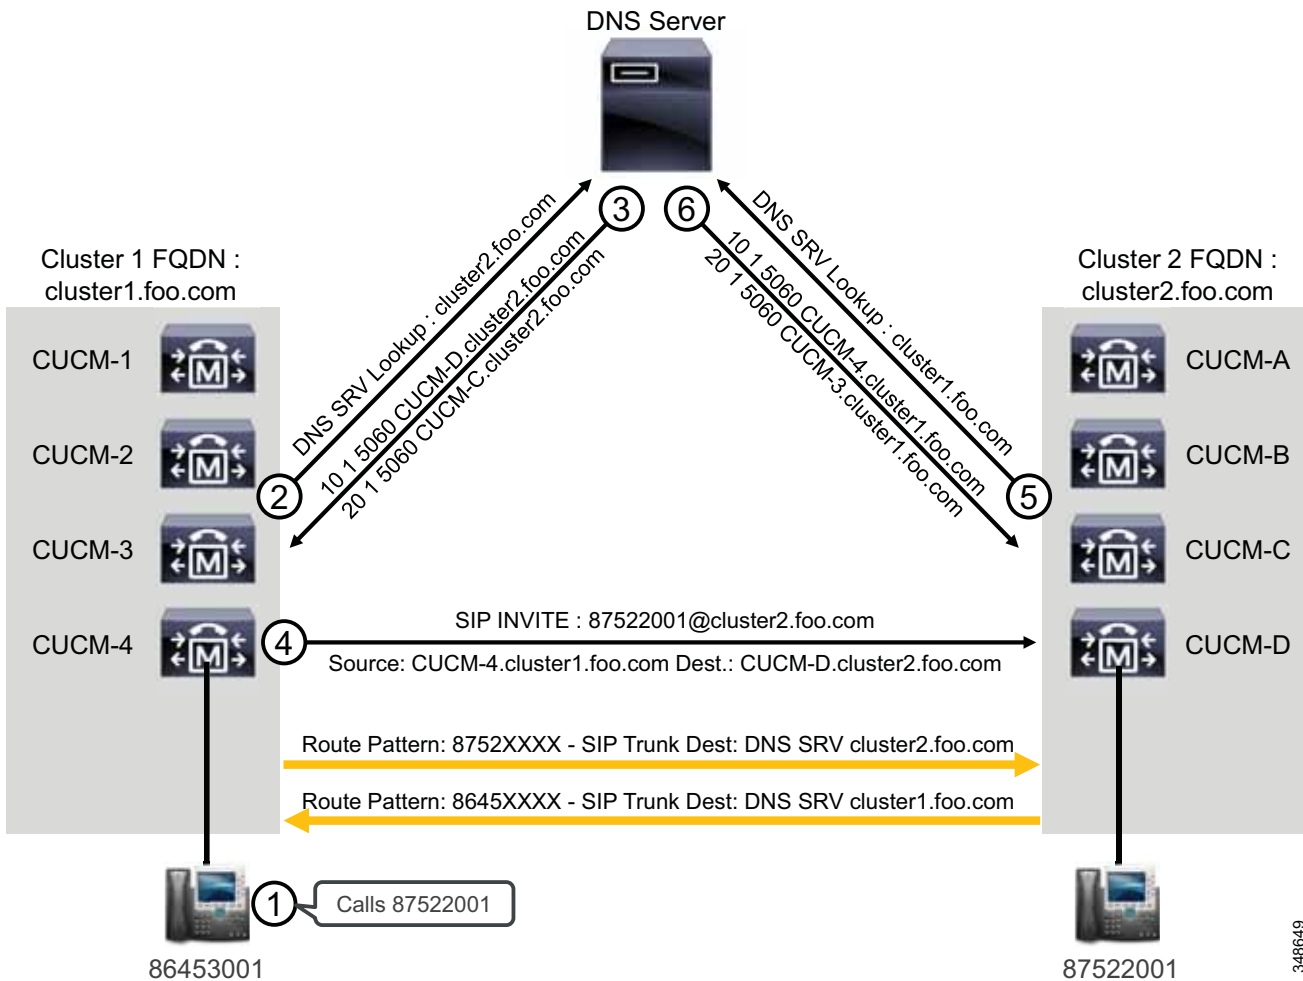 DNS Server
3
6
DNS SRV Lookup : cluster2.foo.com
10 1 5060 CUCM-D.cluster2.foo.com
20 1 5060 CUCM-C.cluster2.foo.com
DNS SRV Lookup : cluster1.foo.com
10 1 5060 CUCM-4.cluster1.foo.com
20 1 5060 CUCM-3.cluster1.foo.com
Cluster 1 FQDN :
cluster1.foo.com
Cluster 2 FQDN :
cluster2.foo.com
CUCM-1
M
M
CUCM-A
CUCM-2
M
M
CUCM-B
2
5
CUCM-3
M
M
CUCM-C
CUCM-4
M
4
SIP INVITE : 87522001@cluster2.foo.com
Source: CUCM-4.cluster1.foo.com Dest.: CUCM-D.cluster2.foo.com
M
CUCM-D
Route Pattern: 8752XXXX - SIP Trunk Dest: DNS SRV cluster2.foo.com
Route Pattern: 8645XXXX - SIP Trunk Dest: DNS SRV cluster1.foo.com
1
Calls 87522001
86453001
87522001
348649